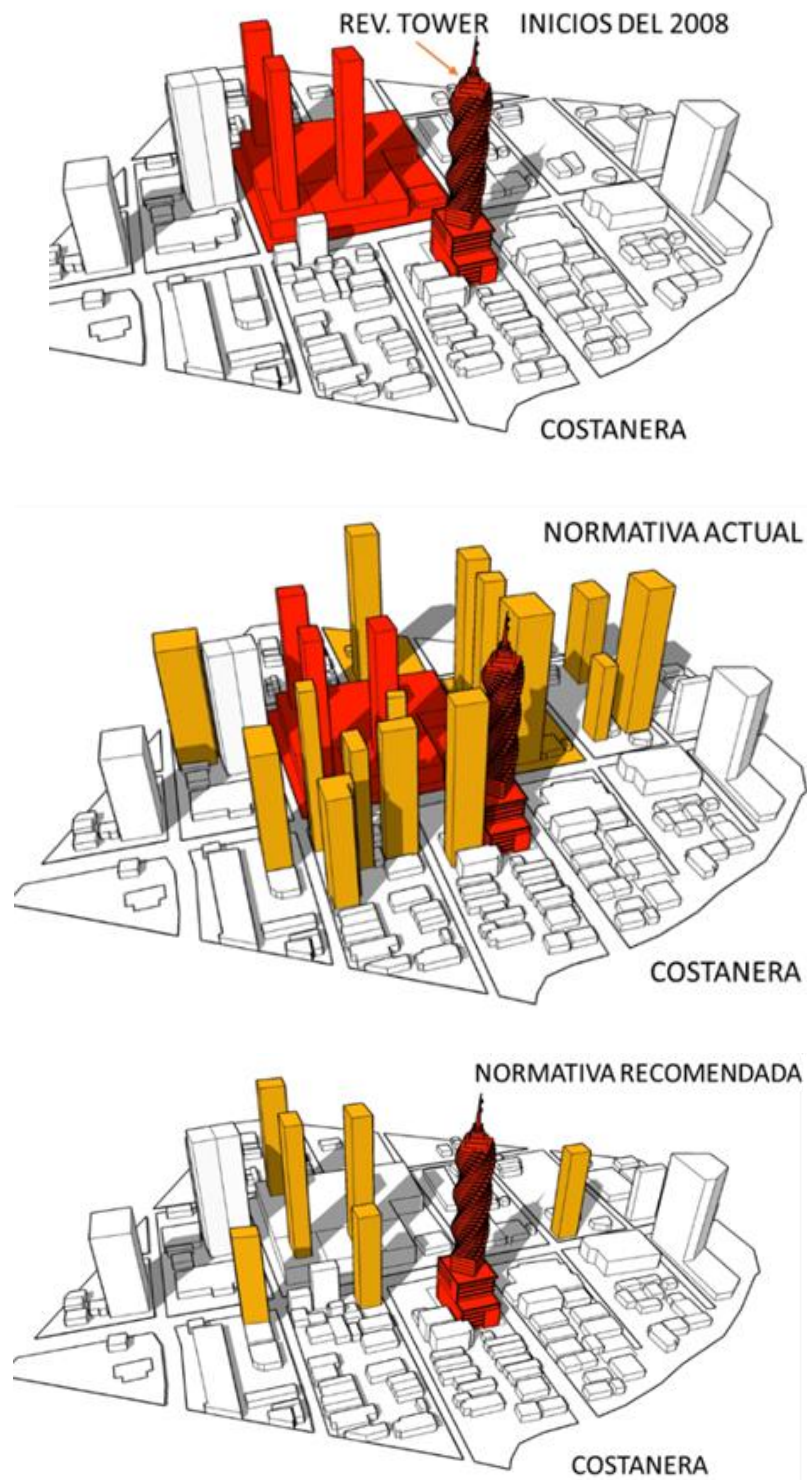 REV. TOWER INICIOS DEL 2008
COSTANERA
NORMATIVA ACTUAL
COSTANERA
NORMATIVA RECOMENDADA
COSTANERA